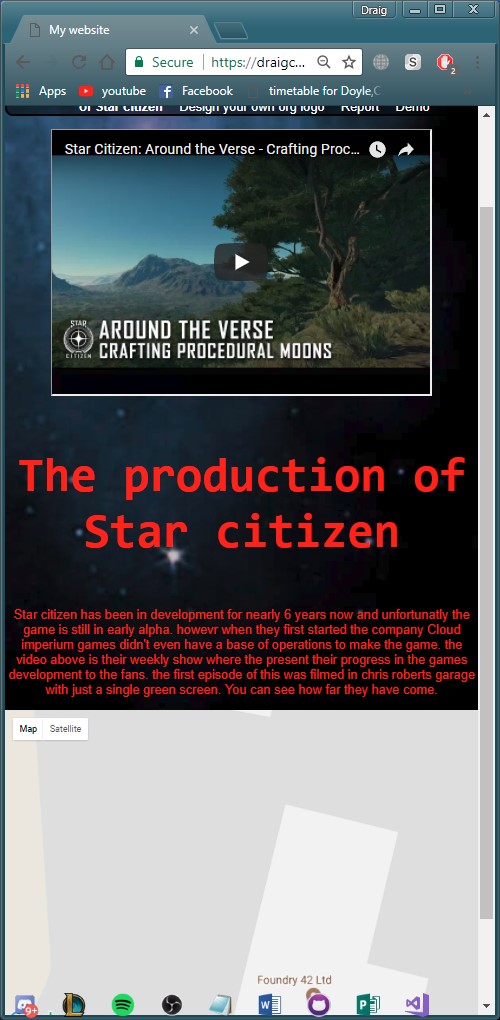 Draig
My website
Secure https://draigc...
2
Apps youtube Facebook timetable for Doyle,C
of Star Citizen Design your own org logo Report Demo
Star Citizen: Around the Verse - Crafting Proc...
STAR
CITIZEN
AROUND THE VERSE
CRAFTING PROCEDURAL MOONS
The production of
Star citizen
Star citizen has been in development for nearly 6 years now and unfortunatly the
game is still in early alpha. howevr when they first started the company Cloud
imperium games didn't even have a base of operations to make the game. the
video above is their weekly show where the present their progress in the games
development to the fans. the first episode of this was filmed in chris roberts garage
with just a single green screen. You can see how far they have come.
Map Satellite
Foundry 42 Ltd
9+